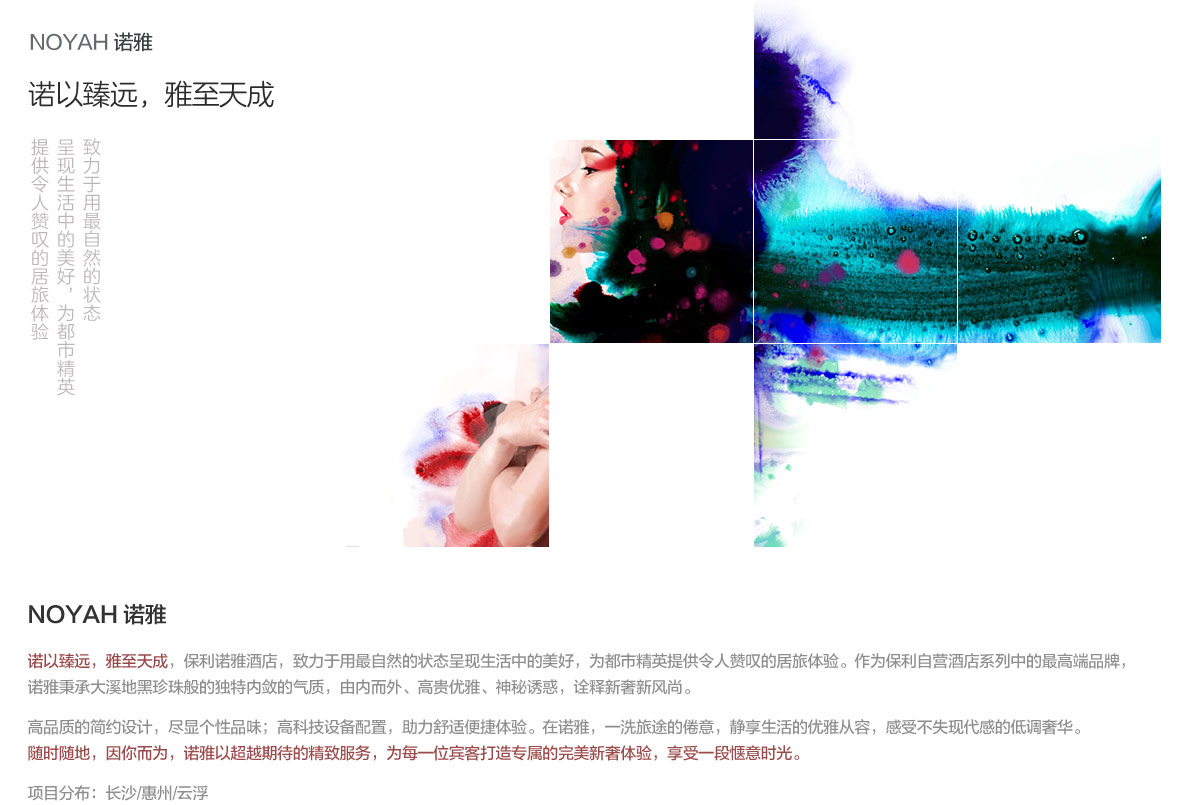 NOYAH 诺雅
诺以臻远，雅至天成
致力于用最自然的状态
呈现生活中的美好，为都市精英
提供令人赞叹的居旅体验
NOYAH 诺雅
诺以臻远，雅至天成，保利诺雅酒店，致力于用最自然的状态呈现生活中的美好，为都市精英提供令人赞叹的居旅体验。作为保利自营酒店系列中的最高端品牌，
诺雅秉承大溪地黑珍珠般的独特内敛的气质，由内而外、高贵优雅、神秘诱惑，诠释新奢新风尚。
高品质的简约设计，尽显个性品味；高科技设备配置，助力舒适便捷体验。在诺雅，一洗旅途的倦意，静享生活的优雅从容，感受不失现代感的低调奢华。
随时随地，因你而为，诺雅以超越期待的精致服务，为每一位宾客打造专属的完美新奢体验，享受一段惬意时光。
项目分布：长沙/惠州/云浮